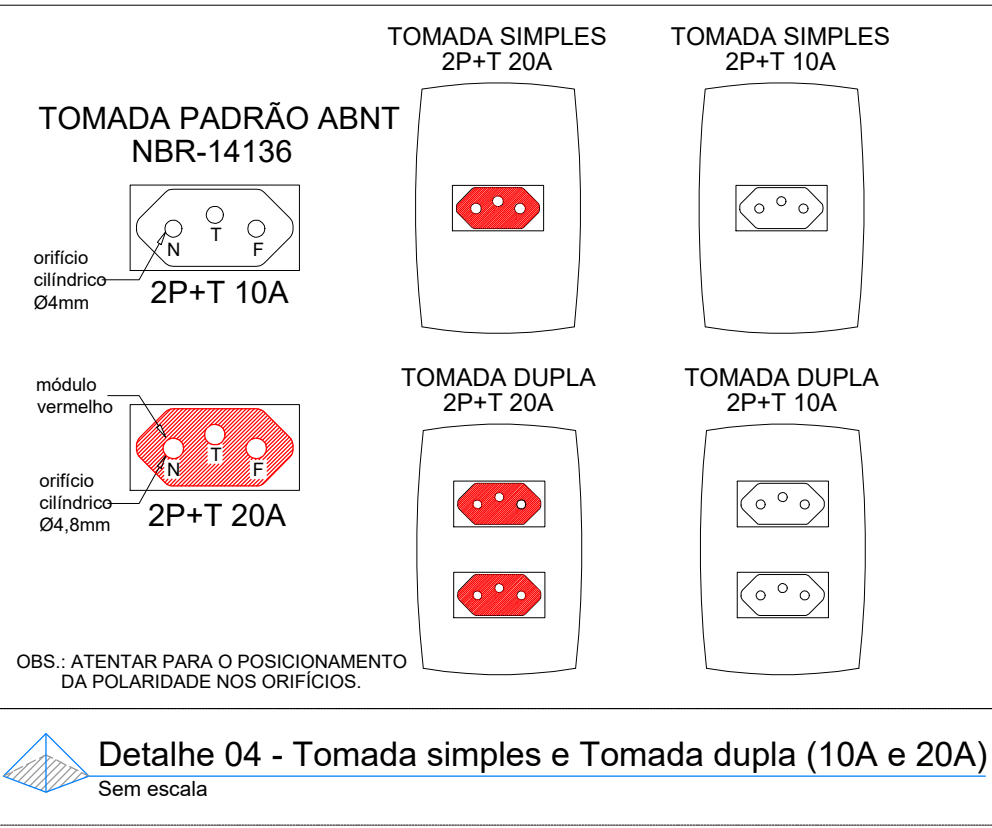 TOMADA PADRÃO ABNT
NBR-14136
N
T
F
orifício
cilíndrico
Ø4mm
2P+T 10A
módulo
vermelho
N
T
F
orifício
cilíndrico
Ø4,8mm
2P+T 20A
TOMADA SIMPLES
2P+T 20A
TOMADA SIMPLES
2P+T 10A
TOMADA DUPLA
2P+T 20A
TOMADA DUPLA
2P+T 10A
OBS.: ATENTAR PARA O POSICIONAMENTO
DA POLARIDADE NOS ORIFÍCIOS.
Detalhe 04 - Tomada simples e Tomada dupla (10A e 20A)
Sem escala